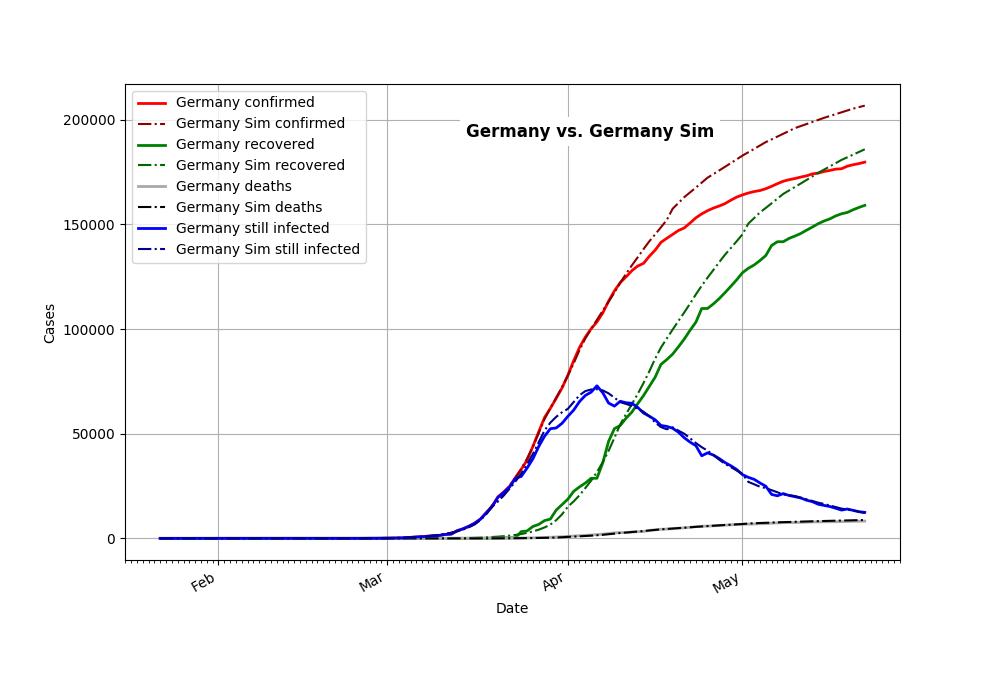 Germany vs. Germany Sim
Germany confirmed
Germany Sim confirmed
Germany recovered
Germany Sim recovered
Germany deaths
Germany Sim deaths
Germany still infected
Germany Sim still infected
Cases
200000
150000
100000
50000
0
Feb
Mar
Apr
May
Date